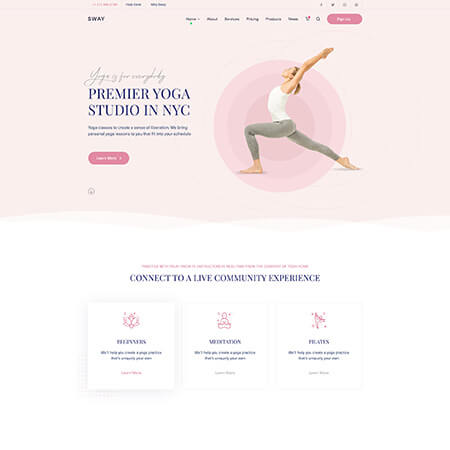 Help Desk
Why Sway
SWAY
Home
About
Services
Pricing
Products
News
Sign Up
Yoga is for everybody
PREMIER YOGA
STUDIO IN NYC
Yoga classes to create a sense of liberation. We bring
personal yoga lessons to you that fit into your schedule
Learn More
CONNECT TO A LIVE COMMUNITY EXPERIENCE
BEGINNERS
We'll help you create a yoga practice
that's uniquely your own
Learn More
MEDITATION
We'll help you create a yoga practice
that's uniquely your own
Learn More
PILATES
We'll help you create a yoga practice
that's uniquely your own
Learn More